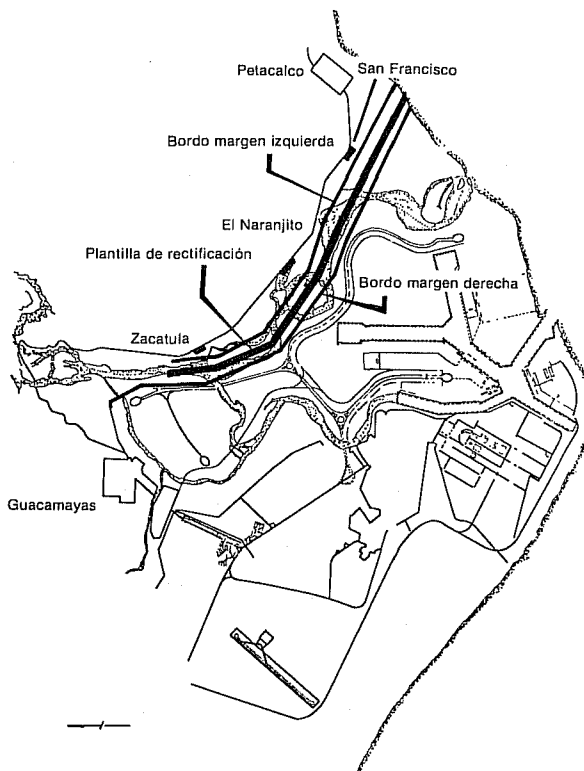 Petacalco
San Francisco
Bordo margen izquierda
El Naranjito
Plantilla de rectificación
Bordo margen derecha
Zacatula
Guacamayas